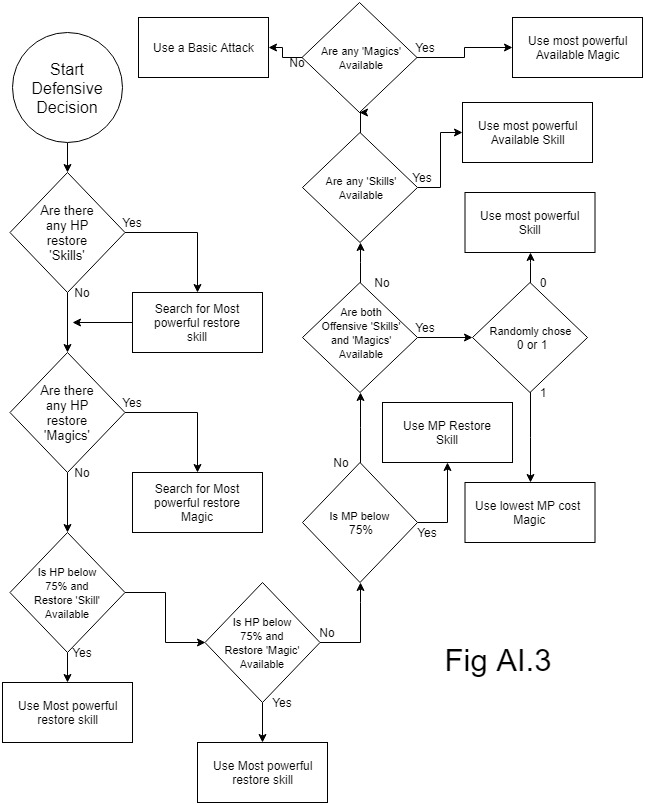 Start
Defensive
Decision
Are there
any HP
restore
'Skills'
Yes
No
Search for Most
powerful restore
skill
Are there
any HP
restore
'Magics'
Yes
No
Search for Most
powerful restore
Magic
Is HP below
75% and
Restore 'Skill'
Available
Yes
Use Most powerful
restore skill
Is HP below
75% and
Restore 'Magic'
Available
No
Yes
Use Most powerful
restore skill
Is MP below
75%
No
Yes
Use MP Restore
Skill
Are both
Offensive 'Skills'
and 'Magics'
Available
No
Yes
Randomly chose
0 or 1
0
1
Use most powerful
Skill
Use lowest MP cost
Magic
Are any 'Skills'
Available
Yes
Use most powerful
Available Skill
Are any 'Magics'
Available
Yes
No
Use most powerful
Available Magic
Use a Basic Attack
Fig AI.3